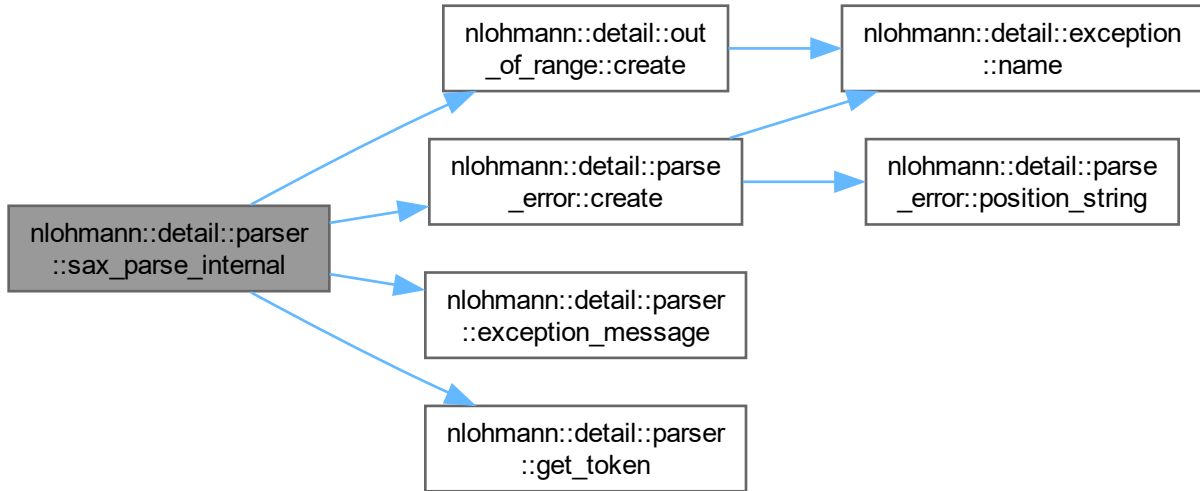 nlohmann::detail::parser
::sax_parse_internal
nlohmann::detail::out
_of_range::create
nlohmann::detail::exception
::name
nlohmann::detail::parse
_error::create
nlohmann::detail::parse
_error::position_string
nlohmann::detail::parser
::exception_message
nlohmann::detail::parser
::get_token